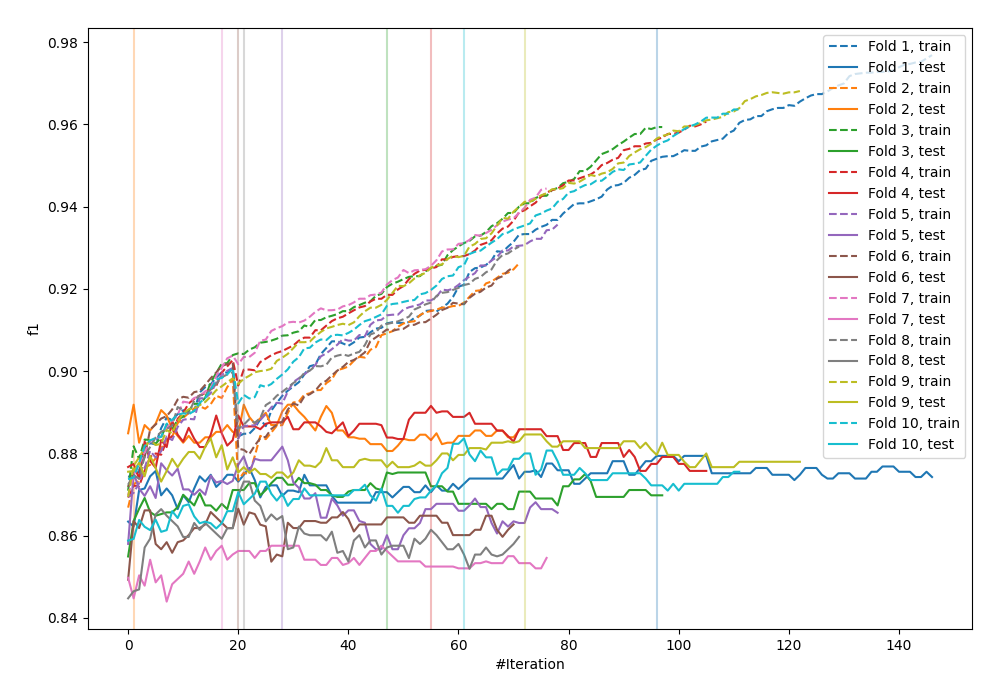 0.98
0.96
0.94
0.92
0.90
0.88
0.86
0.84
f1
0 20 40 60 80 100 120 140
#Iteration
Fold 1, train
Fold 1, test
Fold 2, train
Fold 2, test
Fold 3, train
Fold 3, test
Fold 4, train
Fold 4, test
Fold 5, train
Fold 5, test
Fold 6, train
Fold 6, test
Fold 7, train
Fold 7, test
Fold 8, train
Fold 8, test
Fold 9, train
Fold 9, test
Fold 10, train
Fold 10, test